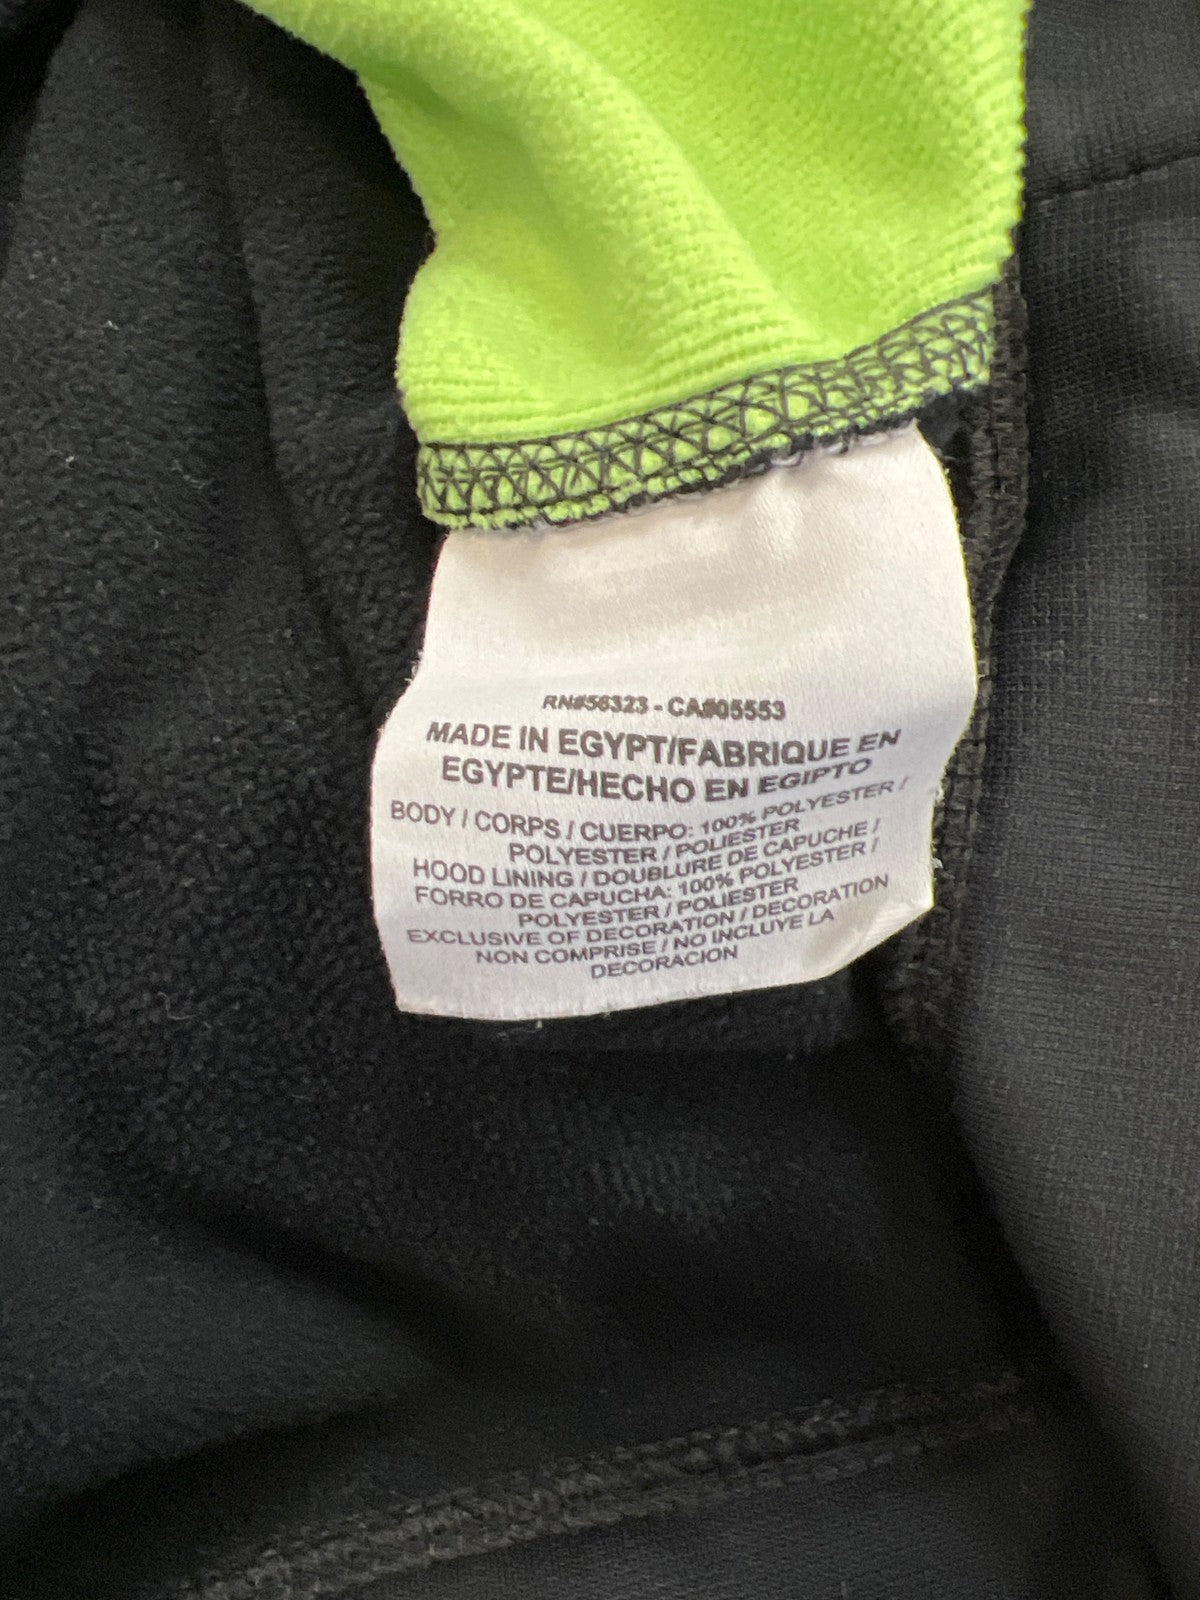 RN#56323 - CA#05553
MADE IN EGYPT/FABRIQUE EN
EGYPTE/HECHO EN EGIPTO
BODY / CORPS / CUERPO: 100% POLYESTER /
POLYESTER / POLIESTER
HOOD LINING / DOUBLURE DE CAPUCHE /
FORRO DE CAPUCHA: 100% POLYESTER /
POLYESTER / POLIESTER
EXCLUSIVE OF DECORATION / DECORATION
NON COMPRISE / NO INCLUYE LA
DECORACION